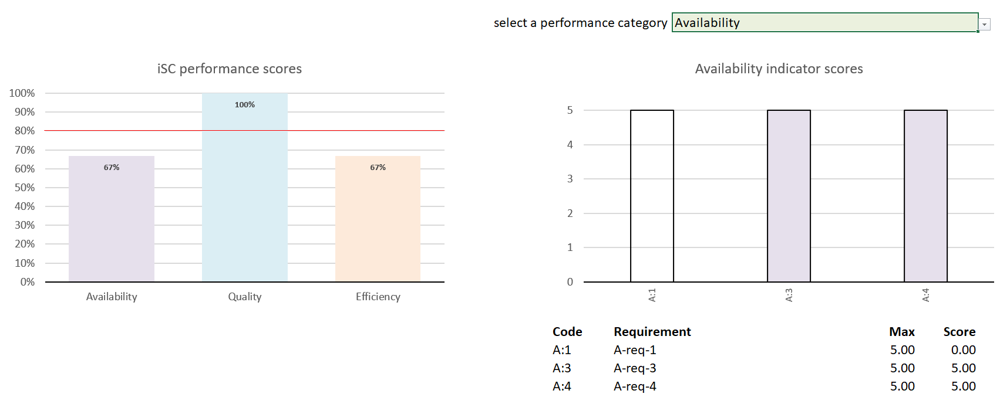 select a performance category Availability
iSC performance scores
100%
90%
80%
70%
60%
50%
40%
30%
20%
10%
0%
67%
100%
67%
Availability Quality Efficiency
Availability indicator scores
5
4
3
2
1
0
A:1 A:3 A:4
Code Requirement Max Score
A:1 A-req-1 5.00 0.00
A:3 A-req-3 5.00 5.00
A:4 A-req-4 5.00 5.00